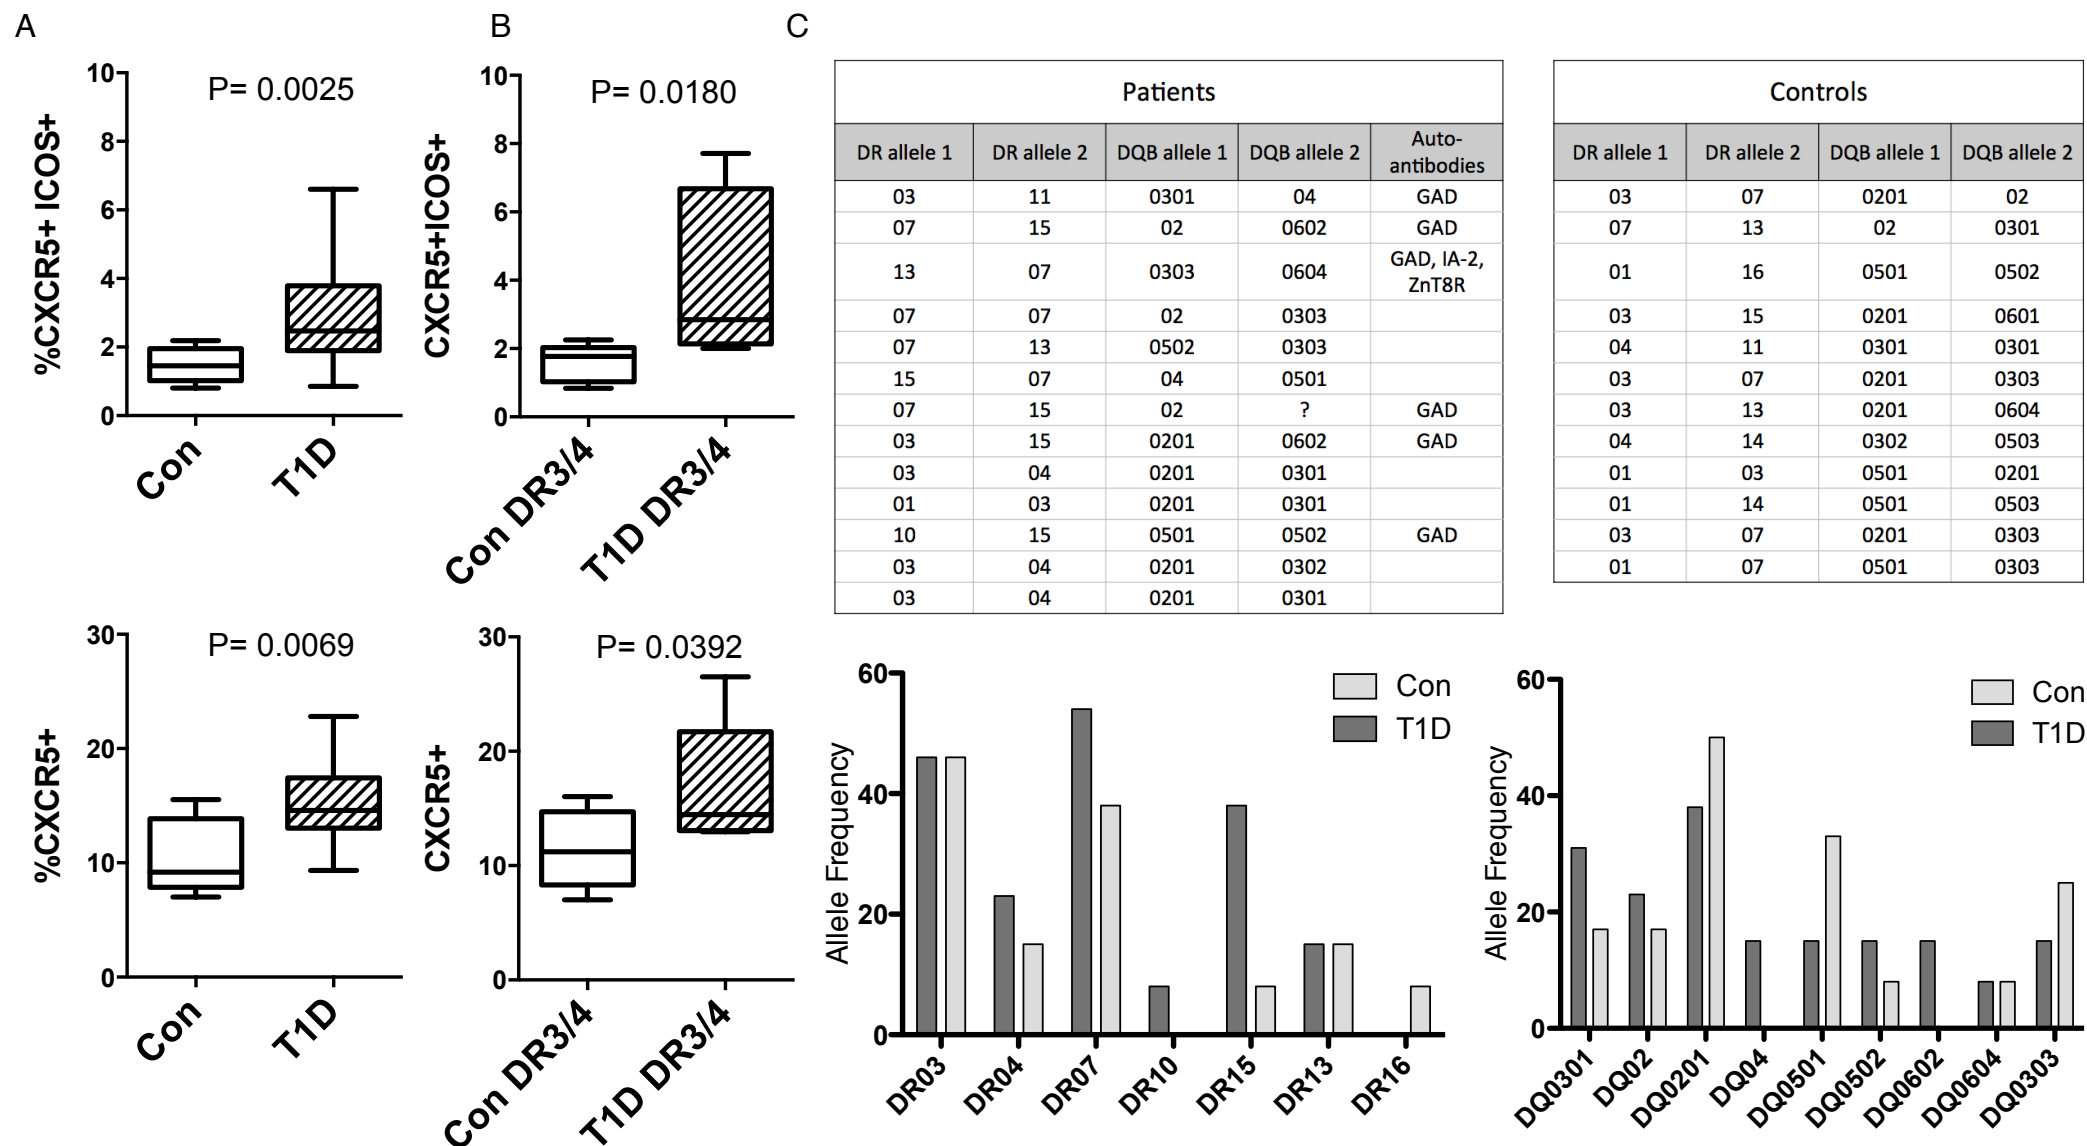 A
B
C
10
8
6
4
2
0
%CXCR5+ ICOS+
P= 0.0025
Con
T1D
10
8
6
4
2
0
CXCR5+ICOS+
P= 0.0180
Con DR3/4
T1D DR3/4
30
20
10
0
%CXCR5+
P= 0.0069
Con
T1D
30
20
10
0
CXCR5+
P= 0.0392
Con DR3/4
T1D DR3/4
Patients
DR allele 1 DR allele 2 DQB allele 1 DQB allele 2 Auto-
antibodies
03 11 0301 04 GAD
07 15 02 0602 GAD
13 07 0303 0604 GAD, IA-2,
ZnT8R
07 07 02 0303
07 13 0502 0303
15 07 04 0501
07 15 02 ? GAD
03 15 0201 0602 GAD
03 04 0201 0301
01 03 0201 0301
10 15 0501 0502 GAD
03 04 0201 0302
03 04 0201 0301
Controls
DR allele 1 DR allele 2 DQB allele 1 DQB allele 2
03 07 0201 02
07 13 02 0301
01 16 0501 0502
03 15 0201 0601
04 11 0301 0301
03 07 0201 0303
03 13 0201 0604
04 14 0302 0503
01 03 0501 0201
01 14 0501 0503
03 07 0201 0303
01 07 0501 0303
60
40
20
0
Allele Frequency
Con
T1D
DR03
DR04
DR07
DR10
DR15
DR13
DR16
60
40
20
0
Allele Frequency
Con
T1D
DQ0301
DQ02
DQ0201
DQ04
DQ0501
DQ0502
DQ0602
DQ0604
DQ0303